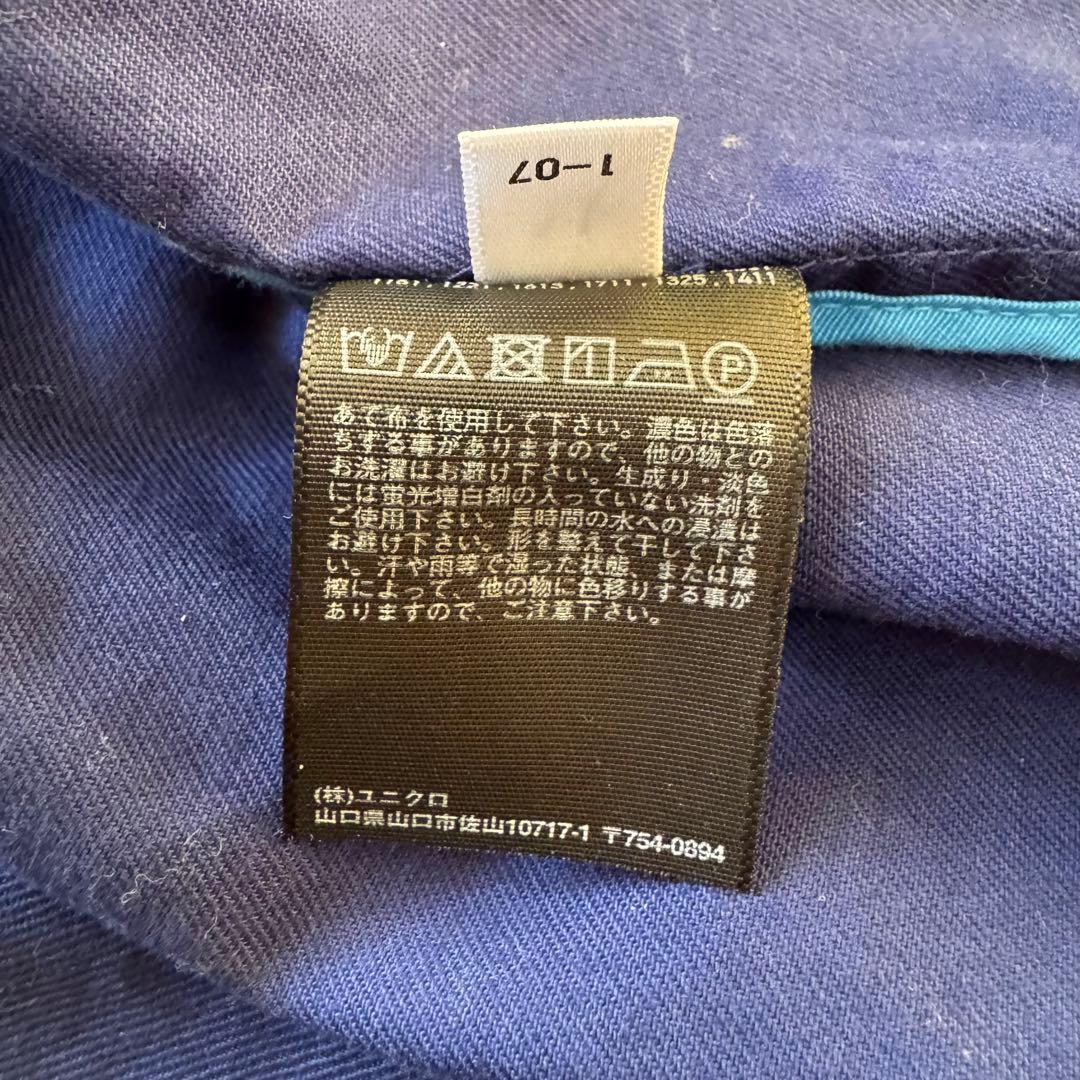 1-07
1613,1711,1325,1411
P
あて布を使用して下さい。濃色は色落
ちする事がありますので、他の物との
お洗濯はお避け下さい。生成り・淡色
には蛍光増白剤の入っていない洗剤を
ご使用下さい。長時間の水への浸漬は
お避け下さい。形を整えて干して下さ
い。汗や雨等で湿った状態、または摩
擦によって、他の物に色移りする事が
ありますので、ご注意下さい。
(株)ユニクロ
山口県山口市佐山10717-1 〒754-0894